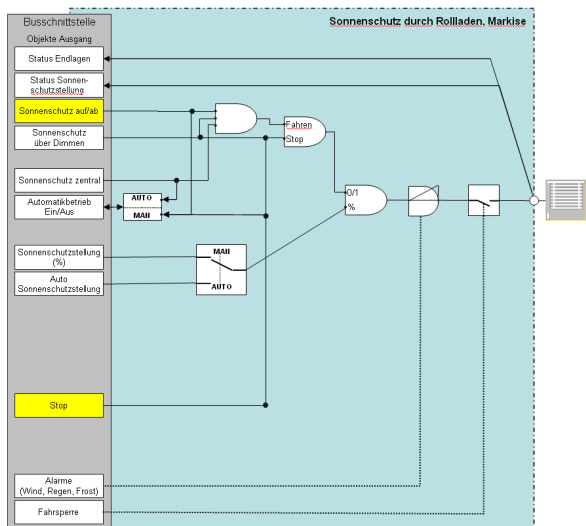 Busschnittstelle
Sonnenschutz durch Rollladen, Markise
Objekte Ausgang
Status Endlagen
Status Sonnen-
schutzstellung
Sonnenschutz auf/ab
Sonnenschutz
über Dimmen
Fahren
Stop
Sonnenschutz zentral
Automatikbetrieb
Ein/Aus
AUTO
MAN
0/1
%
Sonnenschutzstellung
(%)
Auto
Sonnenschutzstellung
MAN
AUTO
Stop
Alarme
(Wind, Regen, Frost)
Fahrsperre